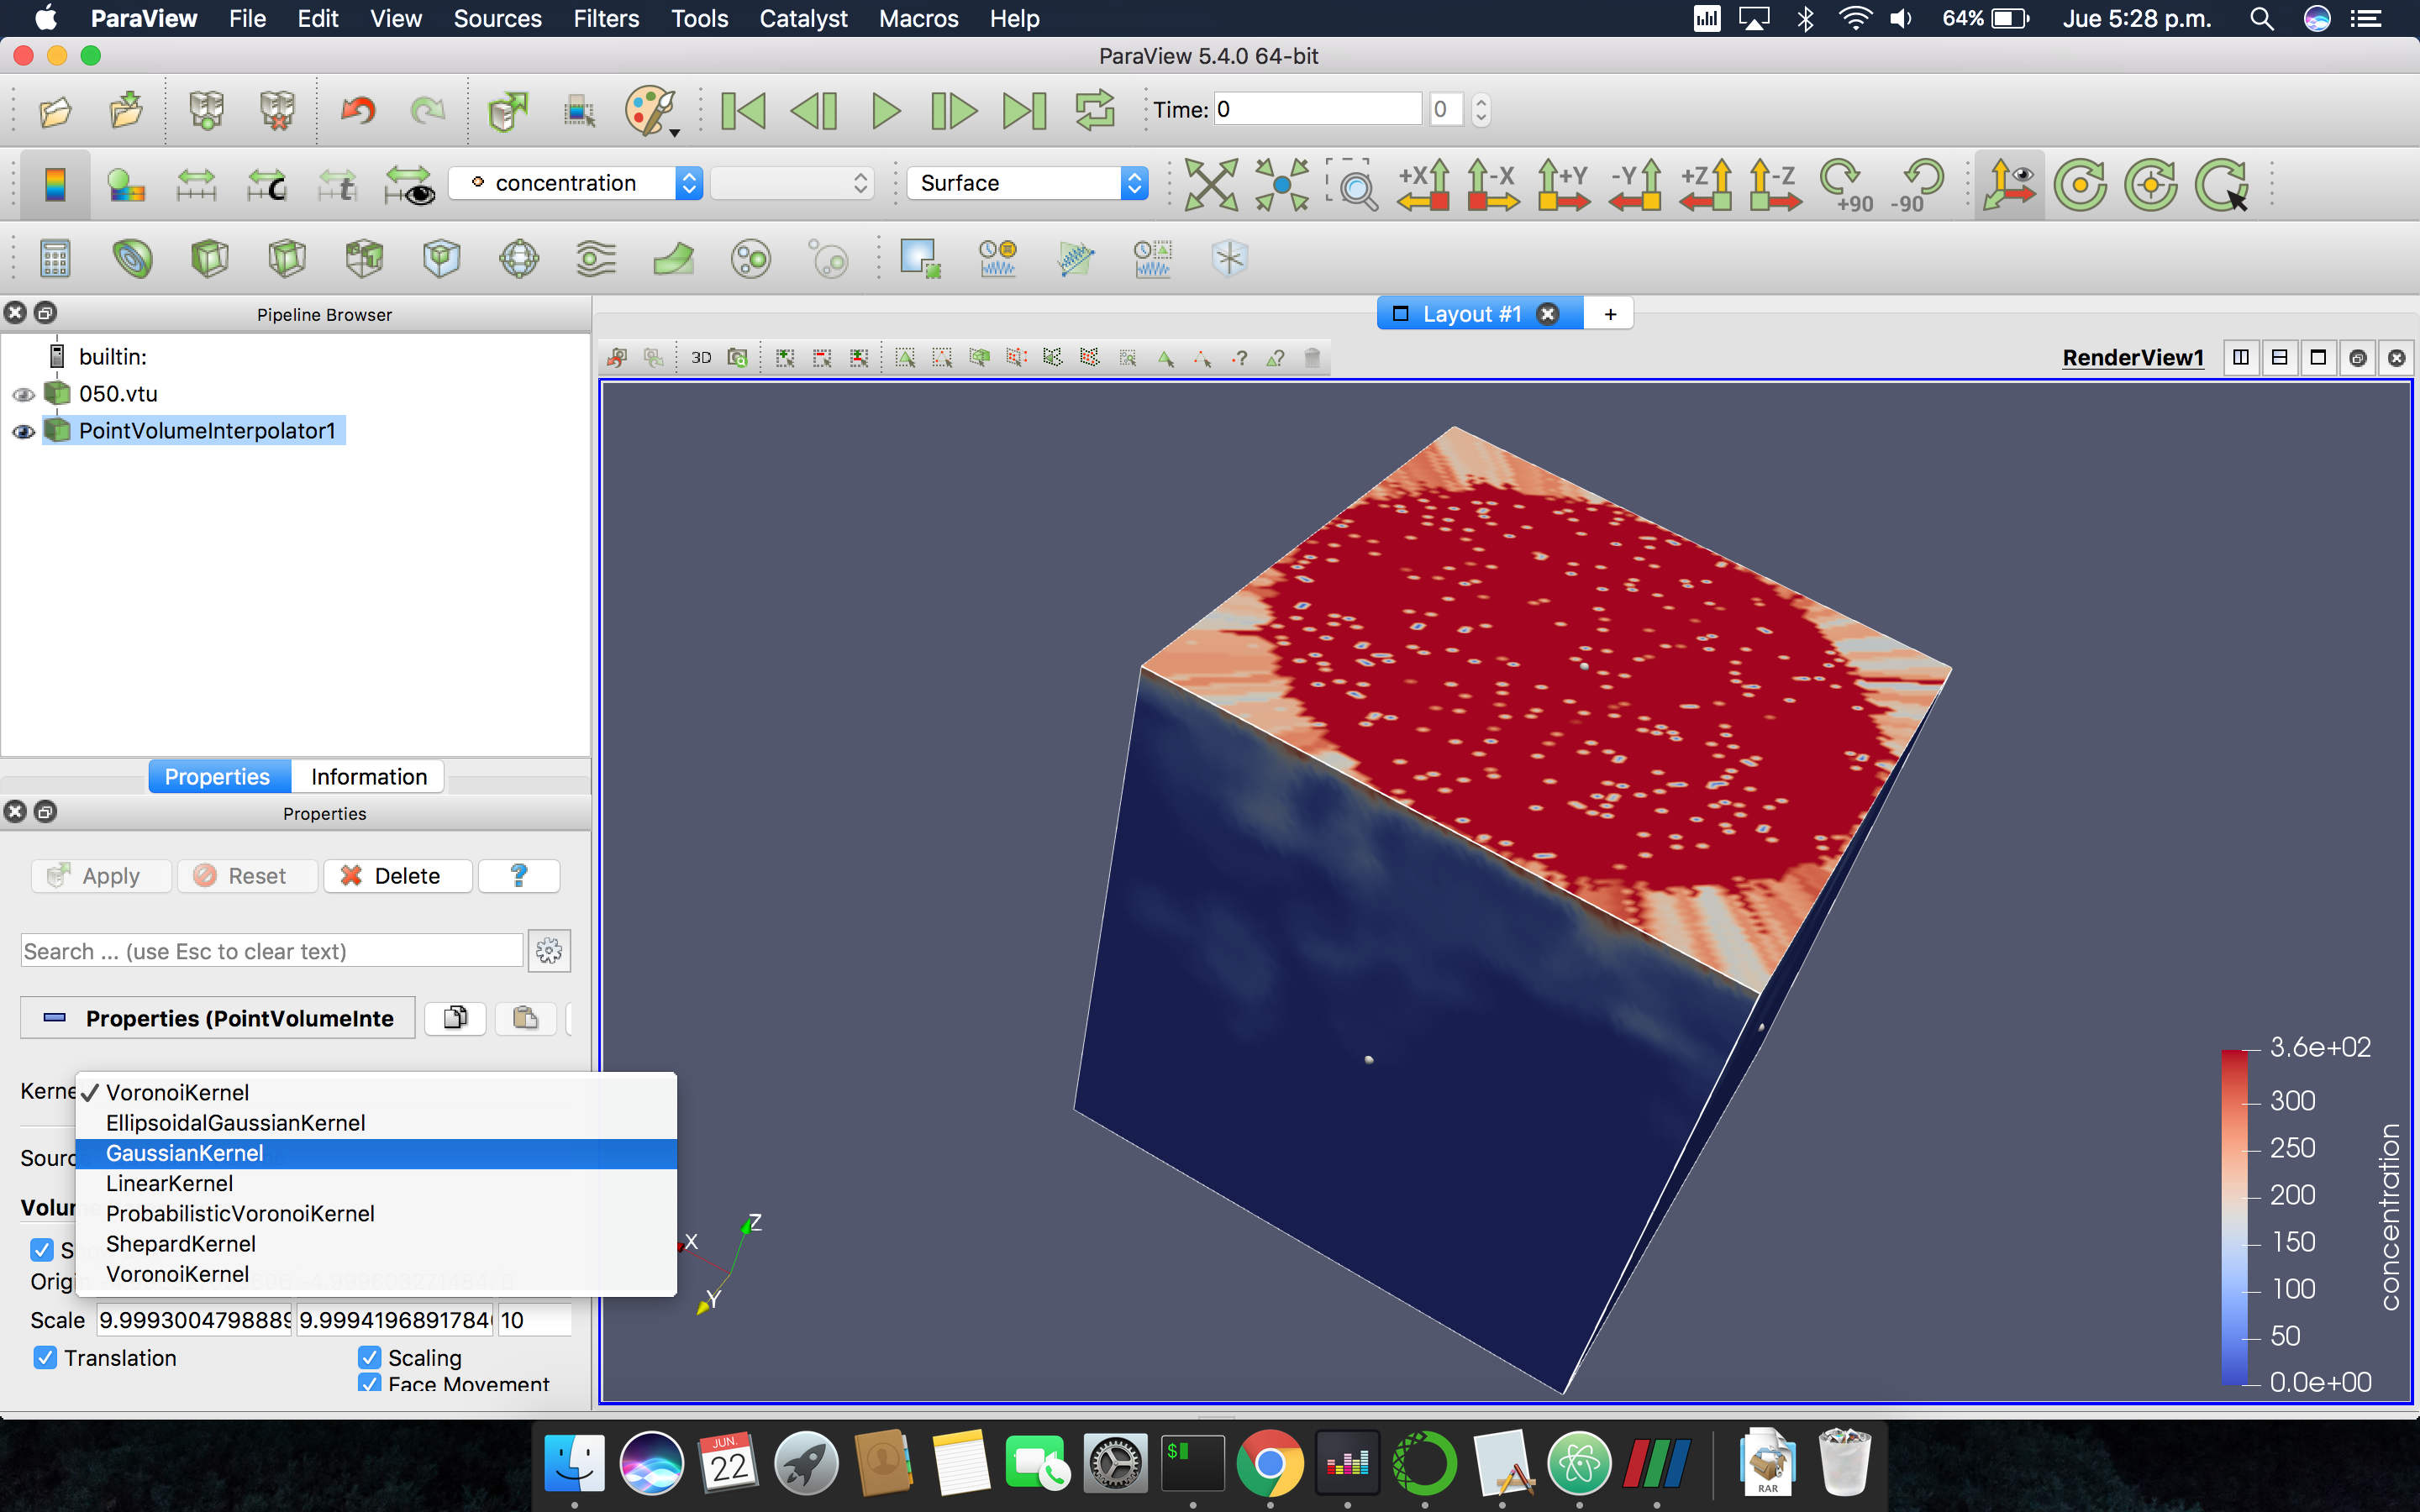 ParaView File Edit View Sources Filters Tools Catalyst Macros Help 64% Jue 5:28 p.m.
ParaView 5.4.0 64-bit
Time: 0 0
C t concentration Surface +X -X +Y -Y +Z -Z +90 -90
Pipeline Browser
Layout #1 +
builtin:
3D ? ? RenderView1
050.vtu
PointVolumeInterpolator1
Properties Information
Properties
Apply Reset Delete ?
Search ... (use Esc to clear text)
Properties (PointVolumeInte
Kerne
VoronoiKernel
EllipsoidalGaussianKernel
Sourc
GaussianKernel
LinearKernel
Volum
ProbabilisticVoronoiKernel
S
ShepardKernel
Origi
VoronoiKernel
Scale 9.9993004798889 9.9994196891784 10
Translation Scaling
Face Movement
X Z Y
3.6e+02
300
250
200
150
100
50
0.0e+00
concentration
JUN.
22
$
RAR